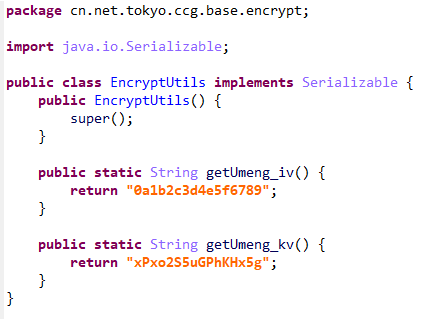 package cn.net.tokyo.ccg.base.encrypt;
import java.io.Serializable;
public class EncryptUtils implements Serializable {
public EncryptUtils() {
super();
}
public static String getUmeng_iv() {
return "0a1b2c3d4e5f6789";
}
public static String getUmeng_kv() {
return "xPxo2S5uGPhKHx5g";
}
}